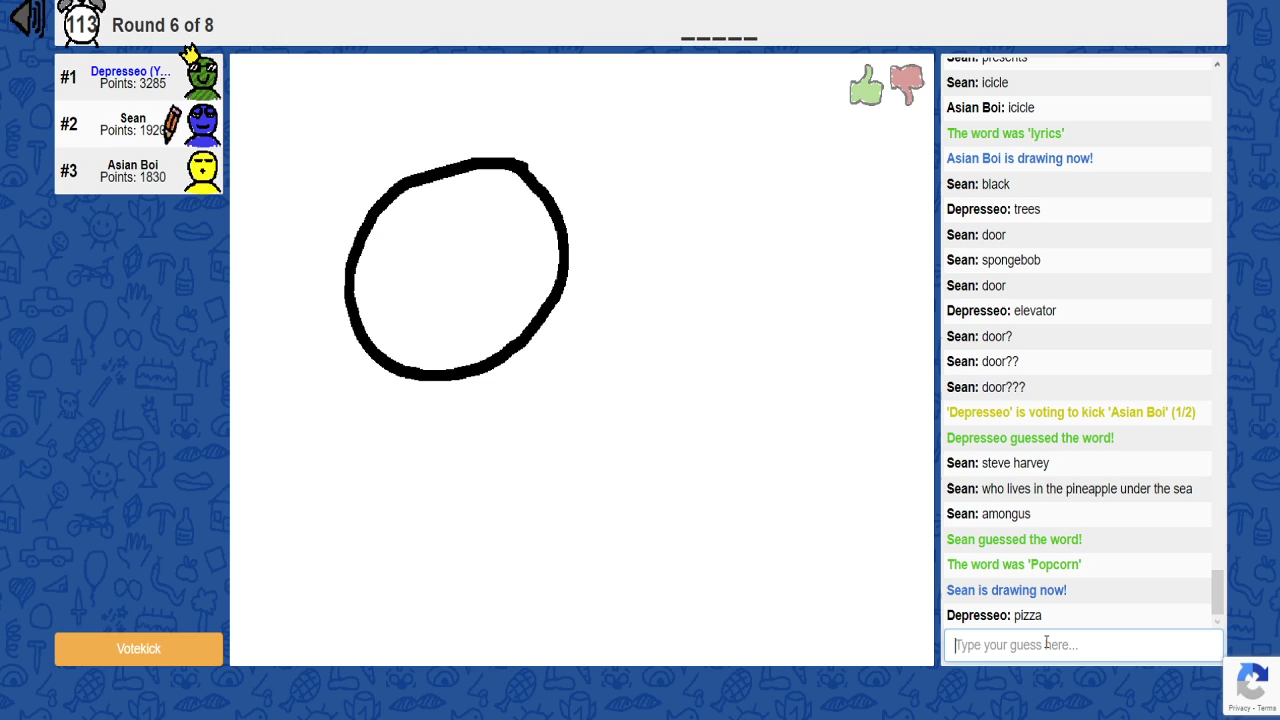 113
Round 6 of 8
_ _ _ _ _
#1
Depresseo (Y...
Points: 3285
#2
Sean
#3
Asian Boi
Points: 1830
Votekick
Sean: presents
Sean: icicle
Asian Boi: icicle
The word was 'lyrics'
Asian Boi is drawing now!
Sean: black
Depresseo: trees
Sean: door
Sean: spongebob
Sean: door
Depresseo: elevator
Sean: door?
Sean: door??
Sean: door???
'Depresseo' is voting to kick 'Asian Boi' (1/2)
Depresseo guessed the word!
Sean: steve harvey
Sean: who lives in the pineapple under the sea
Sean: amongus
Sean guessed the word!
The word was 'Popcorn'
Sean is drawing now!
Depresseo: pizza
Type your guess here...
Privacy - Terms